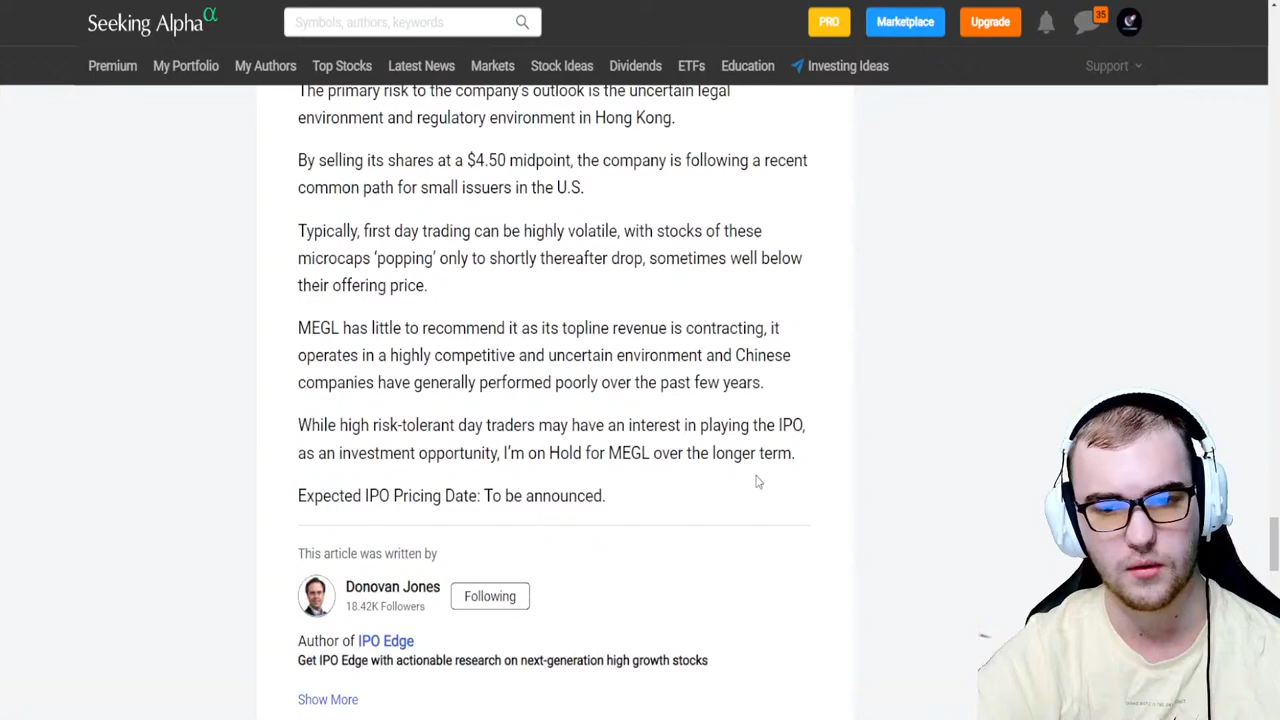 Seeking Alpha α
Symbols, authors, keywords
PRO
Marketplace
Upgrade
35
Premium
My Portfolio
My Authors
Top Stocks
Latest News
Markets
Stock Ideas
Dividends
ETFs
Education
Investing Ideas
Support
The primary risk to the company's outlook is the uncertain legal
environment and regulatory environment in Hong Kong.
By selling its shares at a $4.50 midpoint, the company is following a recent
common path for small issuers in the U.S.
Typically, first day trading can be highly volatile, with stocks of these
microcaps ‘popping’ only to shortly thereafter drop, sometimes well below
their offering price.
MEGL has little to recommend it as its topline revenue is contracting, it
operates in a highly competitive and uncertain environment and Chinese
companies have generally performed poorly over the past few years.
While high risk-tolerant day traders may have an interest in playing the IPO,
as an investment opportunity, I'm on Hold for MEGL over the longer term.
Expected IPO Pricing Date: To be announced.
This article was written by
Donovan Jones
18.42K Followers
Following
Author of IPO Edge
Get IPO Edge with actionable research on next-generation high growth stocks
Show More